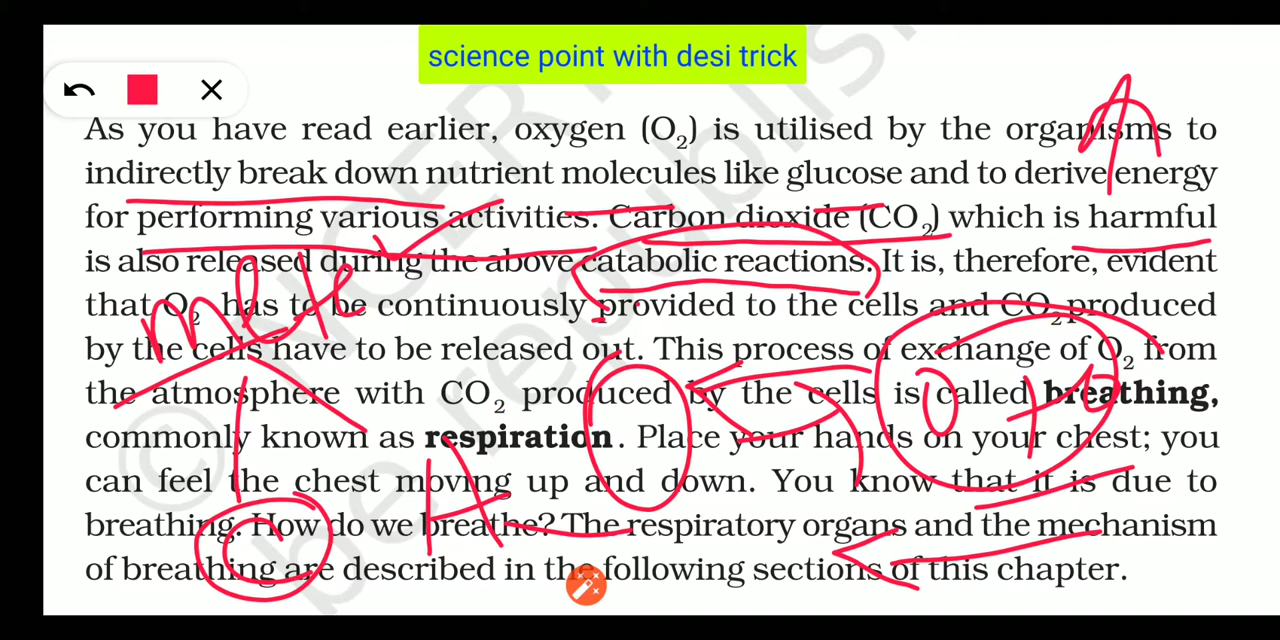 science point with desi trick
As you have read earlier, oxygen (O2) is utilised by the organisms to
indirectly break down nutrient molecules like glucose and to derive energy
for performing various activities. Carbon dioxide (CO2) which is harmful
is also released during the above catabolic reactions. It is, therefore, evident
that O2 has to be continuously provided to the cells and CO2 produced
by the cells have to be released out. This process of exchange of O2 from
the atmosphere with CO2 produced by the cells is called breathing,
commonly known as respiration. Place your hands on your chest; you
can feel the chest moving up and down. You know that it is due to
breathing. How do we breathe? The respiratory organs and the mechanism
of breathing are described in the following sections of this chapter.